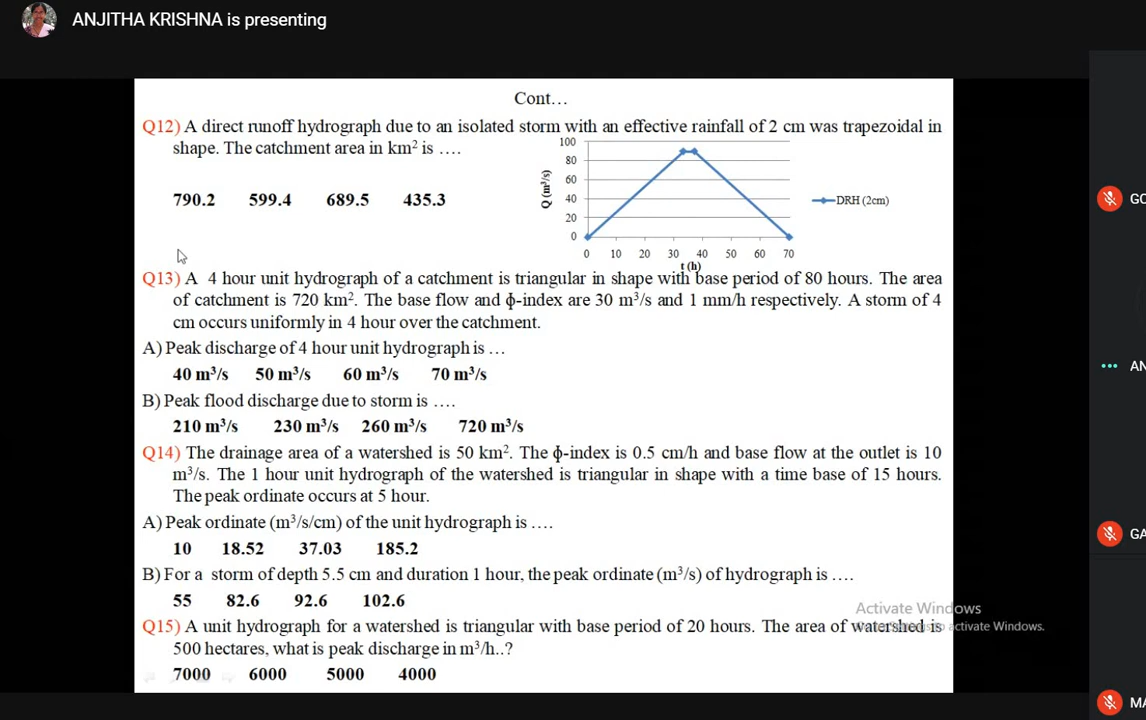 ANJITHA KRISHNA is presenting
Cont…
Q12) A direct runoff hydrograph due to an isolated storm with an effective rainfall of 2 cm was trapezoidal in
shape. The catchment area in km² is ….
790.2 599.4 689.5 435.3
100
80
60
40
20
0
Q (m³/s)
0 10 20 30 40 50 60 70
t (h)
DRH (2cm)
Q13) A 4 hour unit hydrograph of a catchment is triangular in shape with base period of 80 hours. The area
of catchment is 720 km². The base flow and ϕ-index are 30 m³/s and 1 mm/h respectively. A storm of 4
cm occurs uniformly in 4 hour over the catchment.
A) Peak discharge of 4 hour unit hydrograph is …
40 m³/s 50 m³/s 60 m³/s 70 m³/s
B) Peak flood discharge due to storm is ….
210 m³/s 230 m³/s 260 m³/s 720 m³/s
Q14) The drainage area of a watershed is 50 km². The ϕ-index is 0.5 cm/h and base flow at the outlet is 10
m³/s. The 1 hour unit hydrograph of the watershed is triangular in shape with a time base of 15 hours.
The peak ordinate occurs at 5 hour.
A) Peak ordinate (m³/s/cm) of the unit hydrograph is ….
10 18.52 37.03 185.2
B) For a storm of depth 5.5 cm and duration 1 hour, the peak ordinate (m³/s) of hydrograph is ….
55 82.6 92.6 102.6
Q15) A unit hydrograph for a watershed is triangular with base period of 20 hours. The area of watershed is
500 hectares, what is peak discharge in m³/h..?
7000 6000 5000 4000
Activate Windows
activate Windows.
GO
AN
GA
MA